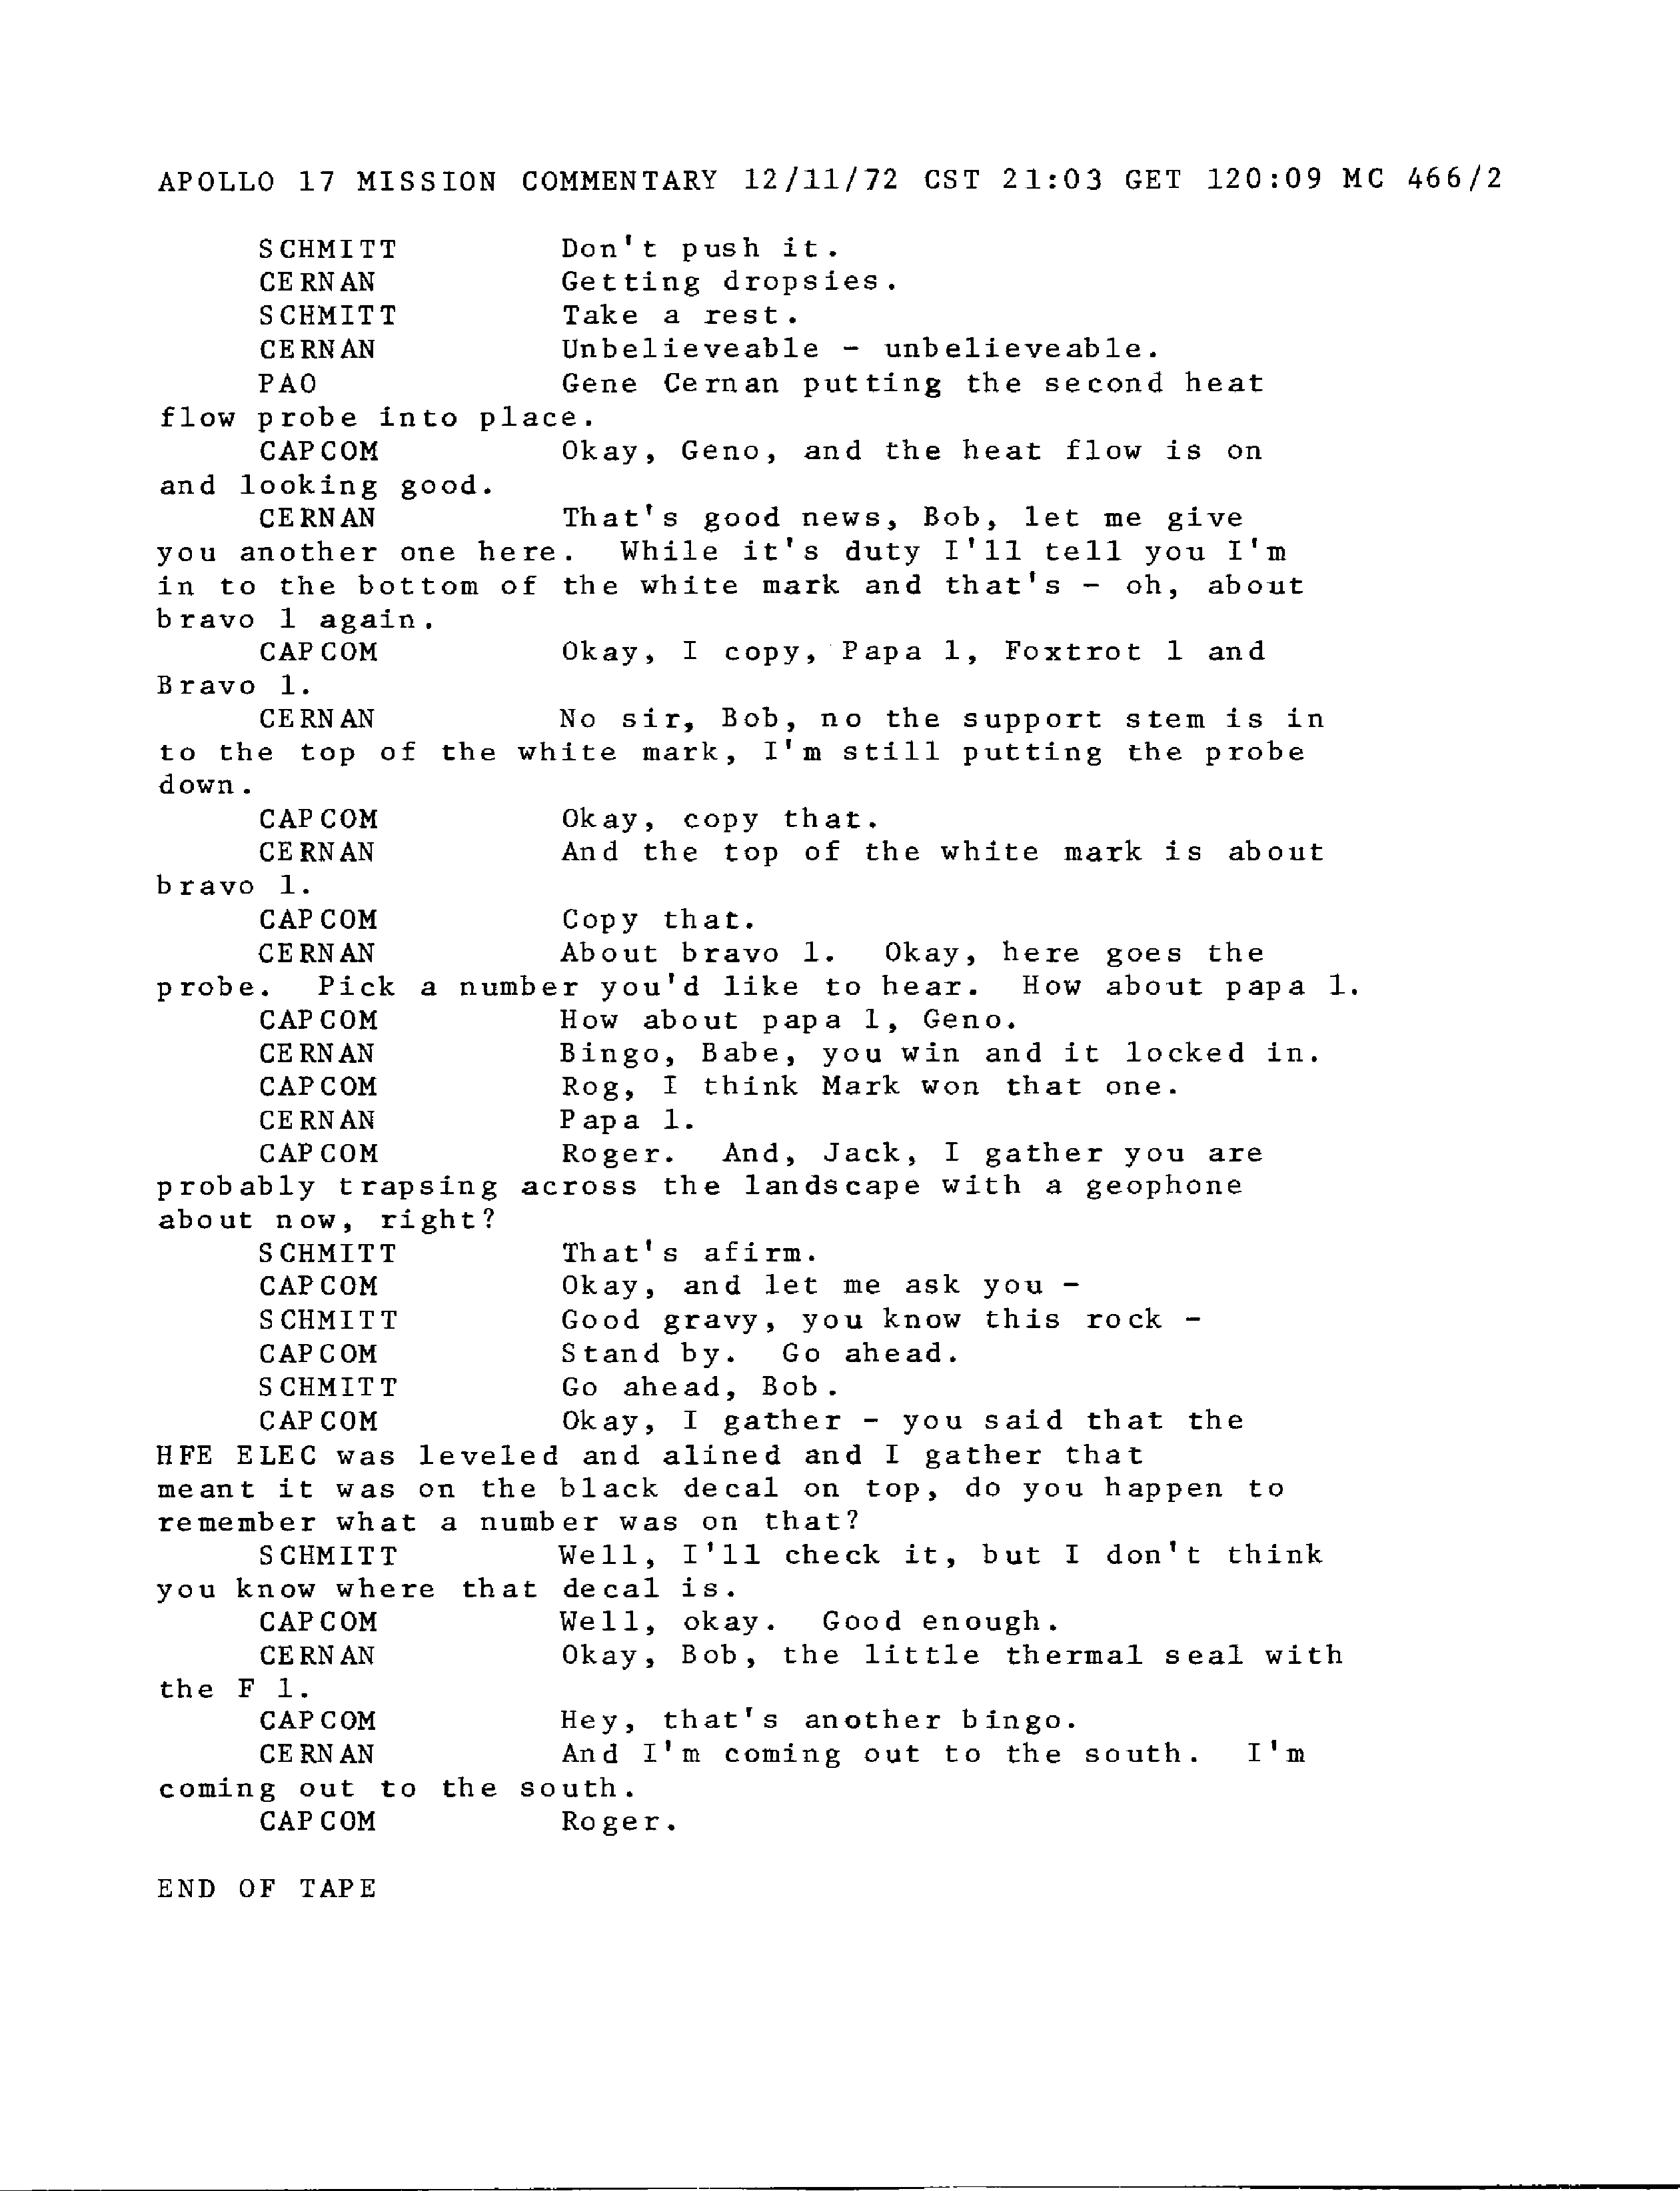 APOLLO 17 MISSION COMMENTARY 12/11/72 CST 21:03 GET 120:09 MC 466/2
SCHMITT Don't push it.
CERNAN Getting dropsies.
SCHMITT Take a rest.
CERNAN Unbelieveable - unbelieveable.
PAO Gene Cernan putting the second heat
flow probe into place.
CAPCOM Okay, Geno, and the heat flow is on
and looking good.
CERNAN That's good news, Bob, let me give
you another one here. While it's duty I'll tell you I'm
in to the bottom of the white mark and that's - oh, about
bravo 1 again.
CAPCOM Okay, I copy, Papa 1, Foxtrot 1 and
Bravo 1.
CERNAN No sir, Bob, no the support stem is in
to the top of the white mark, I'm still putting the probe
down.
CAPCOM Okay, copy that.
CERNAN And the top of the white mark is about
bravo 1.
CAPCOM Copy that.
CERNAN About bravo 1. Okay, here goes the
probe. Pick a number you'd like to hear. How about papa 1.
CAPCOM How about papa 1, Geno.
CERNAN Bingo, Babe, you win and it locked in.
CAPCOM Rog, I think Mark won that one.
CERNAN Papa 1.
CAPCOM Roger. And, Jack, I gather you are
probably trapsing across the landscape with a geophone
about now, right?
SCHMITT That's afirm.
CAPCOM Okay, and let me ask you -
SCHMITT Good gravy, you know this rock -
CAPCOM Stand by. Go ahead.
SCHMITT Go ahead, Bob.
CAPCOM Okay, I gather - you said that the
HFE ELEC was leveled and alined and I gather that
meant it was on the black decal on top, do you happen to
remember what a number was on that?
SCHMITT Well, I'll check it, but I don't think
you know where that decal is.
CAPCOM Well, okay. Good enough.
CERNAN Okay, Bob, the little thermal seal with
the F 1.
CAPCOM Hey, that's another bingo.
CERNAN And I'm coming out to the south. I'm
coming out to the south.
CAPCOM Roger.
END OF TAPE